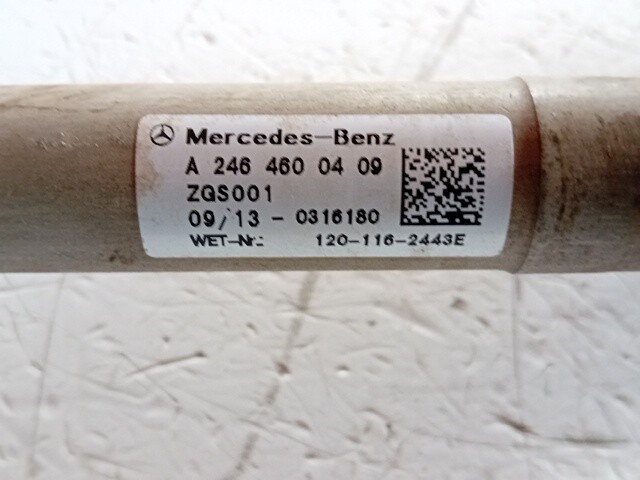 Mercedes-Benz
A 246 460 04 09
ZGS001
09/13 - 0316180
WET-Nr.: 120-116-2443E